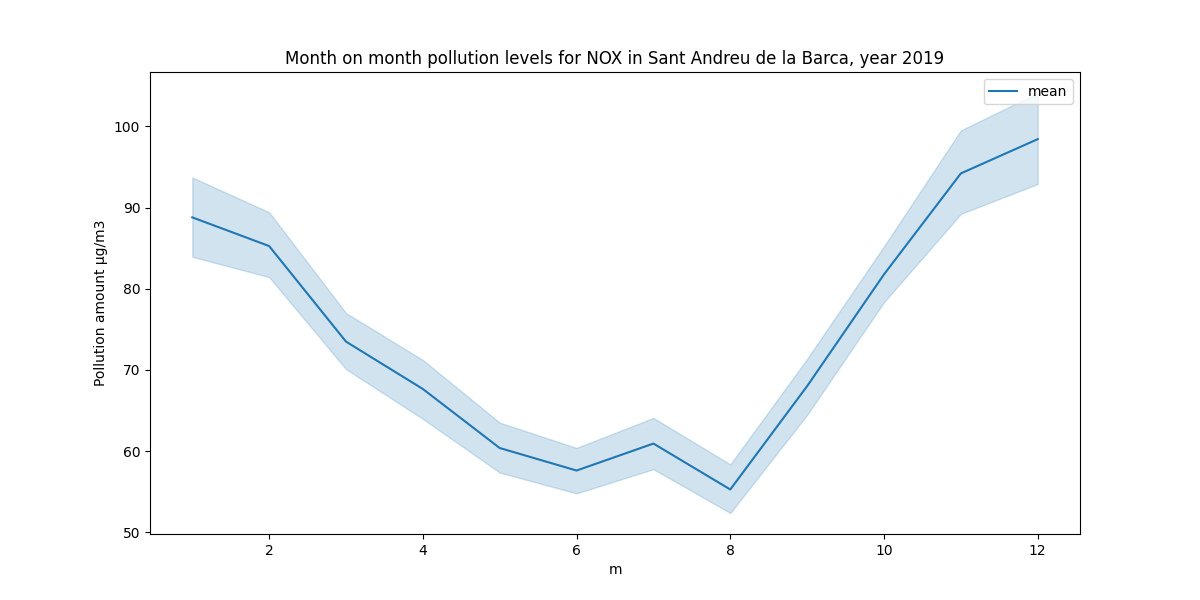 Month on month pollution levels for NOX in Sant Andreu de la Barca, year 2019
mean
Pollution amount µg/m3
100
90
80
70
60
50
2 4 6 8 10 12
m